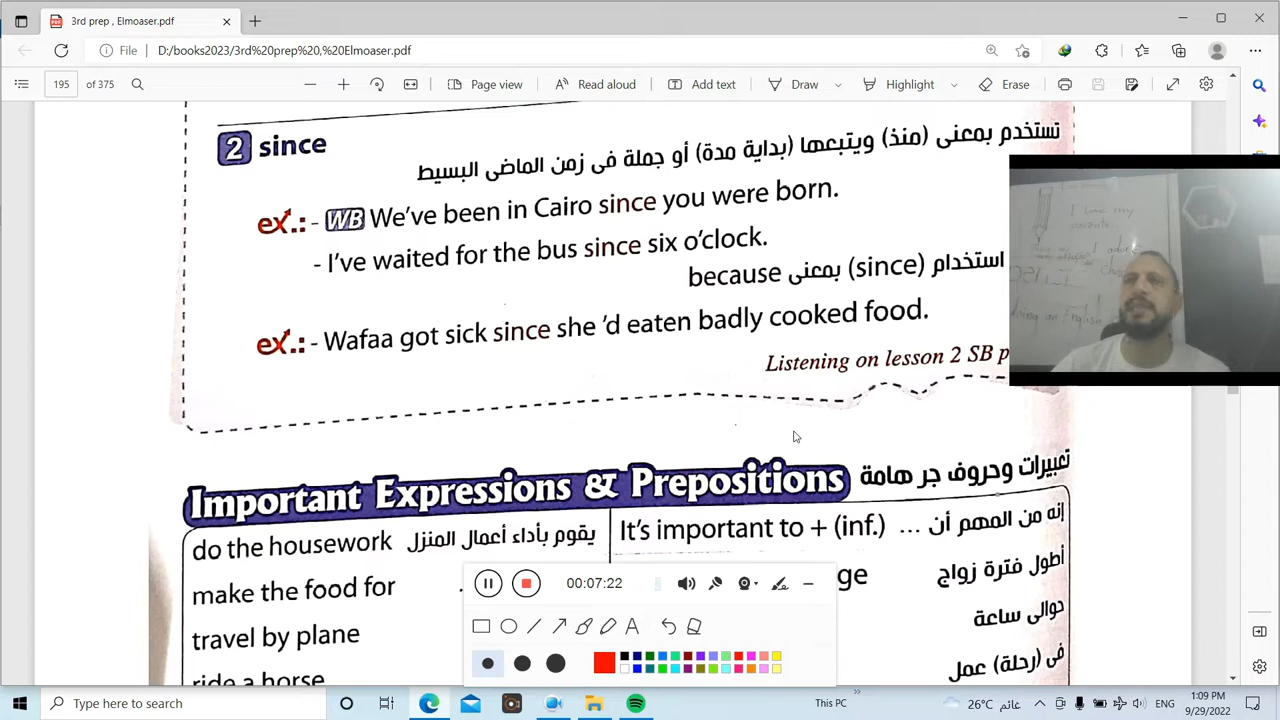 3rd prep , Elmoaser.pdf
File
D:/books2023/3rd%20prep%20,%20Elmoaser.pdf
195 of 375
Page view
Read aloud
Add text
Draw
Highlight
Erase
2 since
تستخدم بمعنى (منذ) ويتبعها (بداية مدة) أو جملة فى زمن الماضى البسيط
ex.: - WB We've been in Cairo since you were born.
- I've waited for the bus since six o'clock.
استخدام (since) بمعنى because
ex.: - Wafaa got sick since she 'd eaten badly cooked food.
Listening on lesson 2 SB p
I love my
Important Expressions & Prepositions تعبيرات وحروف جر هامة
do the housework يقوم بأداء أعمال المنزل
It's important to + (inf.) ... إنه من المهم أن
make the food for
ge أطول فترة زواج
travel by plane
حوالى ساعة
ride a horse
فى (رحلة) عمل
00:07:22
A
Type here to search
This PC
26°C غائم
ENG
1:09 PM
9/29/2022